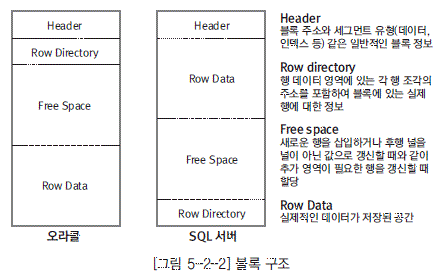 Header
Row Directory
Free Space
Row Data
오라클
Header
Row Data
Free Space
Row Directory
SQL 서버
Header
블록 주소와 세그먼트 유형(데이터,
인덱스 등) 같은 일반적인 블록 정보
Row directory
행 데이터 영역에 있는 각 행 조각의
주소를 포함하여 블록에 있는 실제
행에 대한 정보
Free space
새로운 행을 삽입하거나 후행 널을
널이 아닌 값으로 갱신할 때와 같이
추가 영역이 필요한 행을 갱신할 때
할당
Row Data
실제적인 데이터가 저장된 공간
[그림 5-2-2] 블록 구조